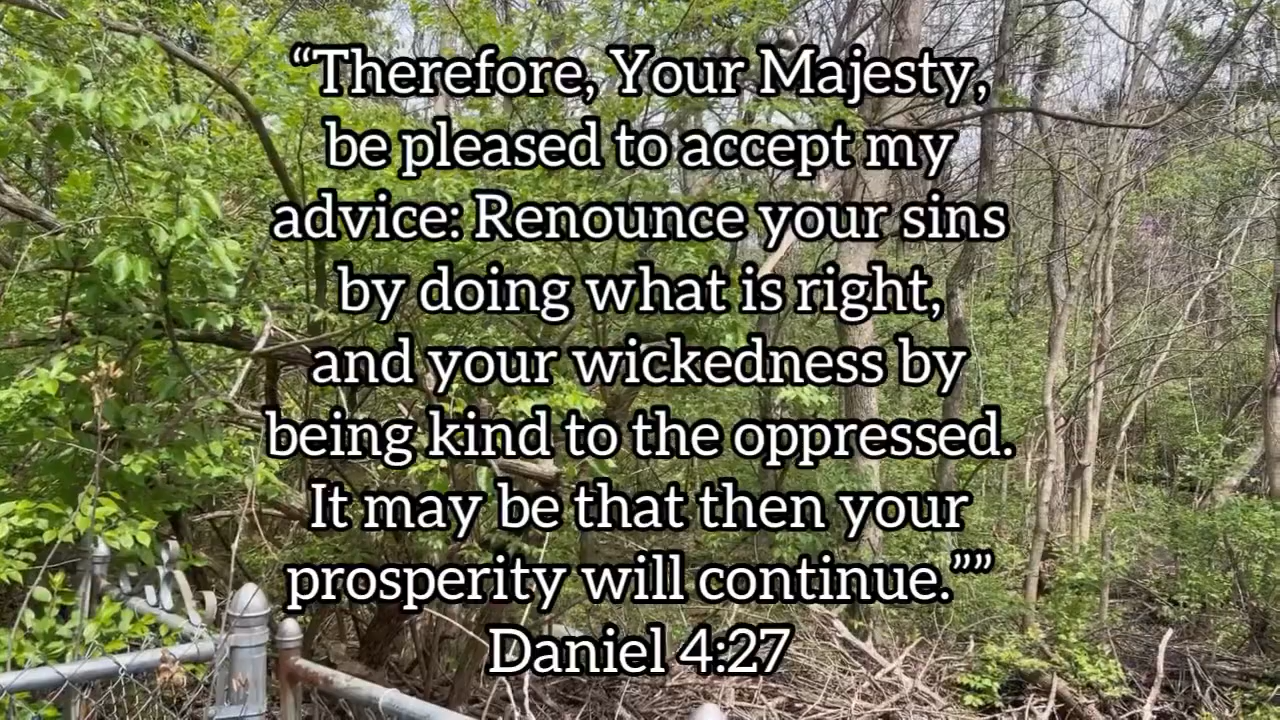 “Therefore, Your Majesty,
be pleased to accept my
advice: Renounce your sins
by doing what is right,
and your wickedness by
being kind to the oppressed.
It may be that then your
prosperity will continue.””
Daniel 4:27